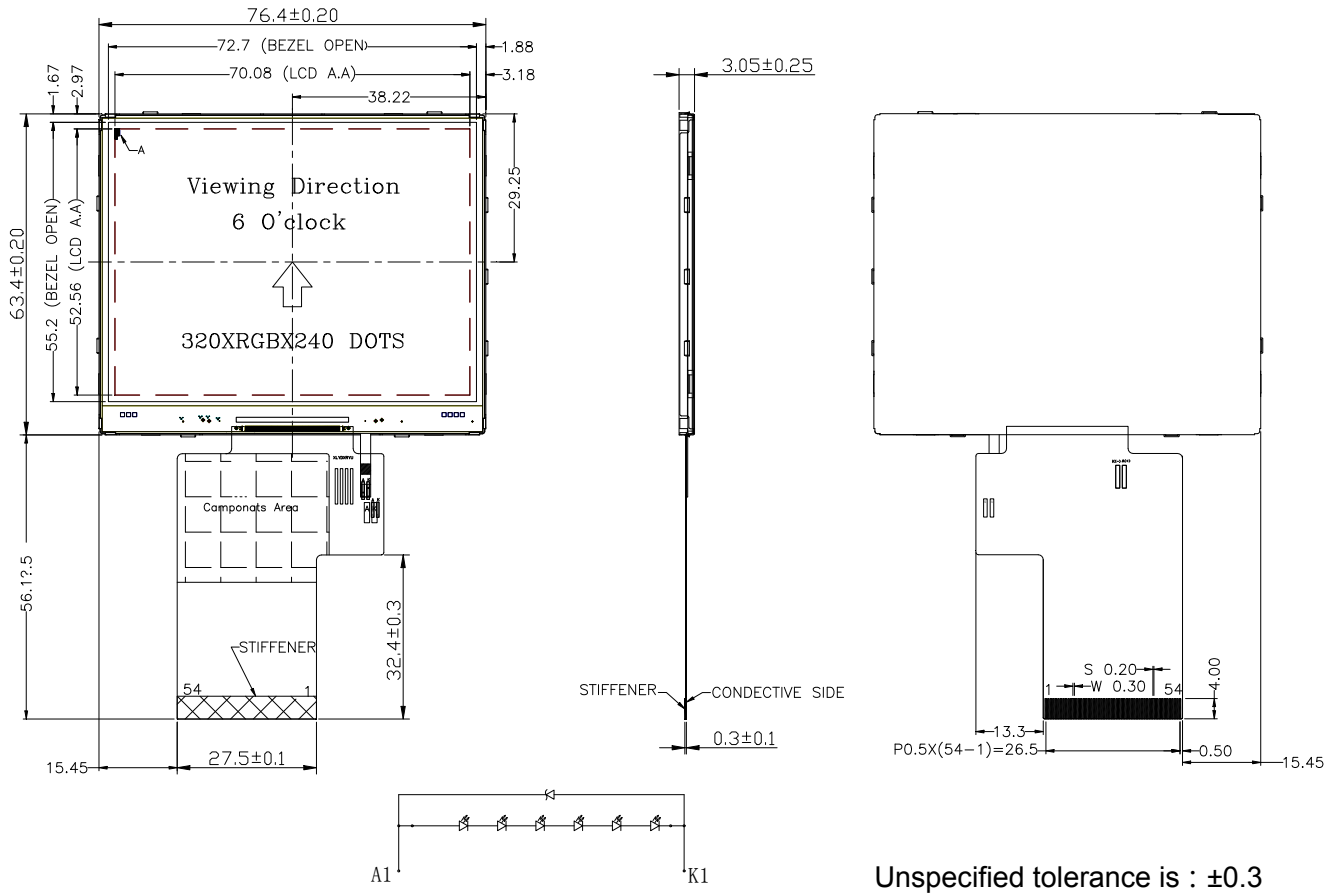 76.4±0.20
72.7 (BEZEL OPEN)
1.88
70.08 (LCD A.A)
3.18
38.22
1.67
2.97
3.05±0.25
A
Viewing Direction
6 O'clock
29.25
63.4±0.20
55.2 (BEZEL OPEN)
52.56 (LCD A.A)
320XRGBX240 DOTS
Camponats Area
56.1?.5
32.4±0.3
STIFFENER
54
1
STIFFENER
CONDECTIVE SIDE
S 0.20
1
W 0.30
54
4.00
0.3±0.1
13.3
P0.5X(54-1)=26.5
0.50
15.45
27.5±0.1
15.45
A1
K1
Unspecified tolerance is : ±0.3